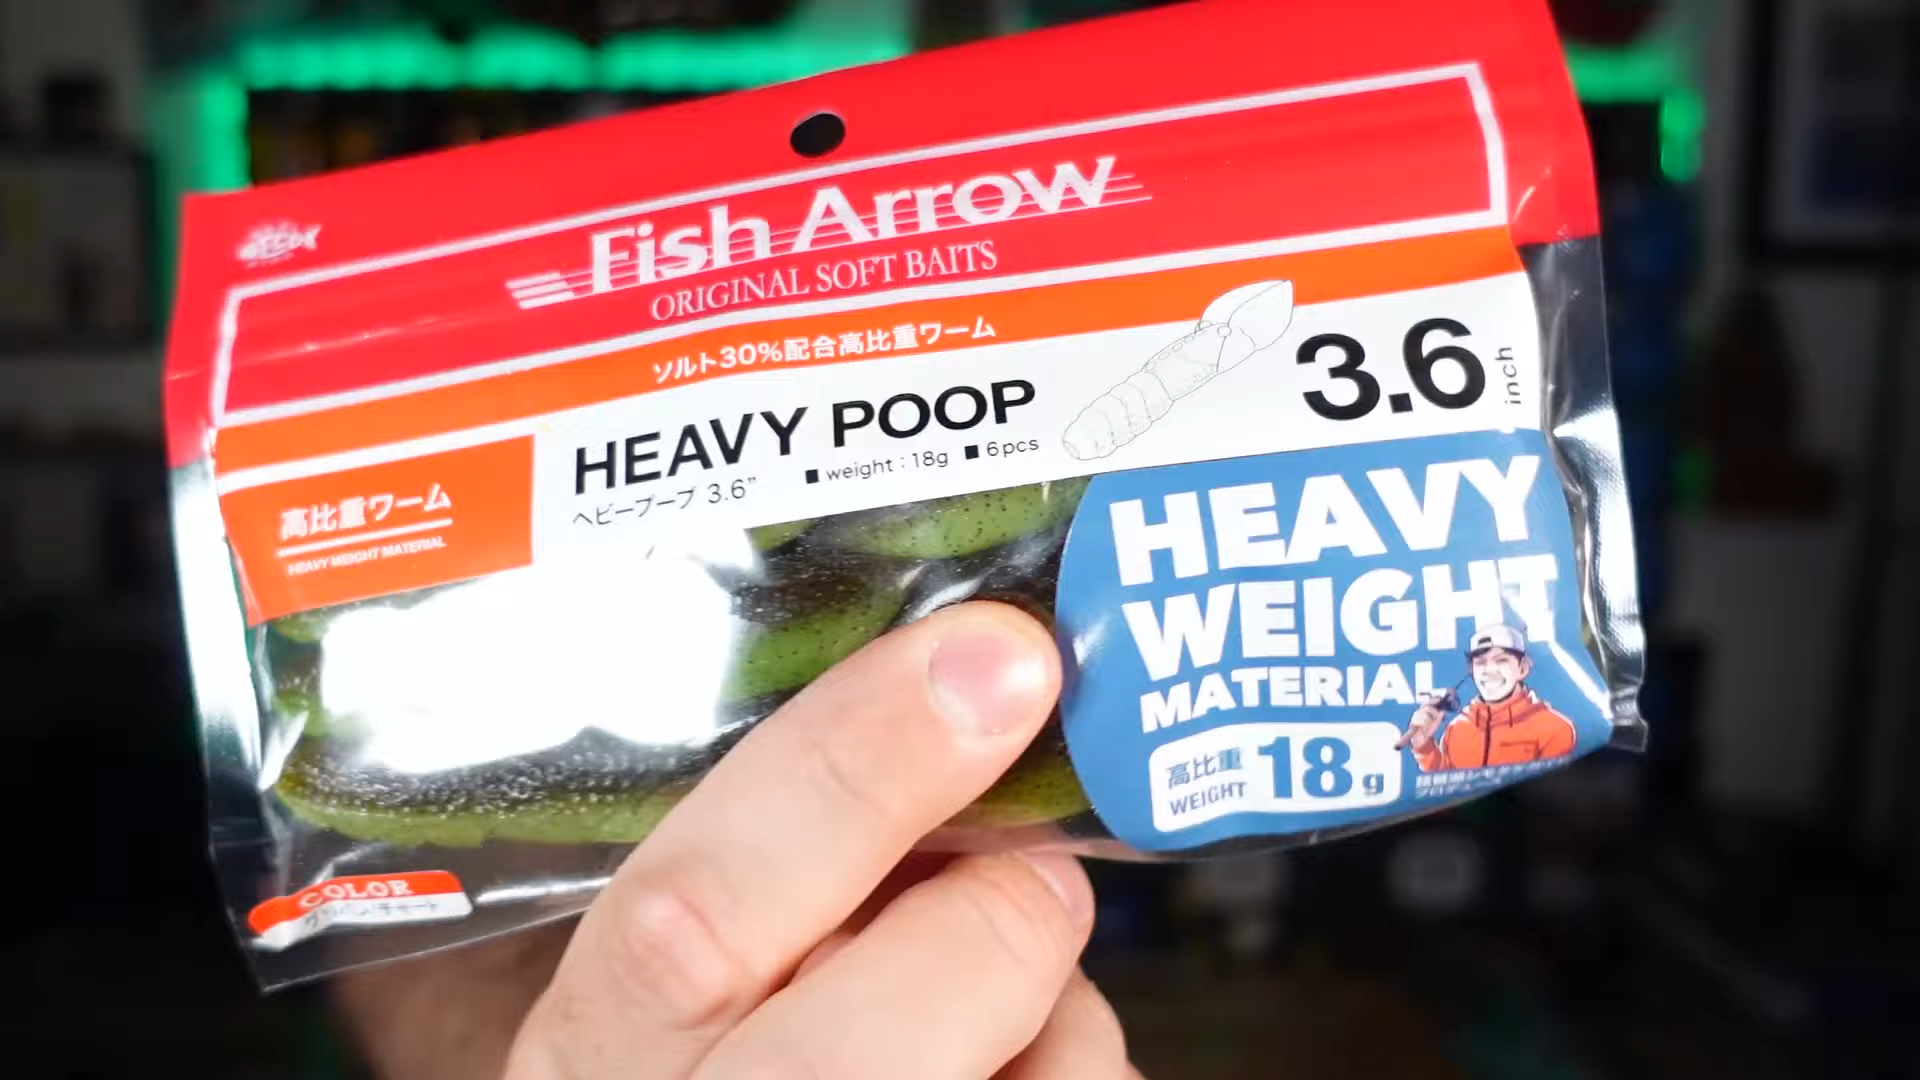 Fish Arrow
ORIGINAL SOFT BAITS
ソルト30%配合高比重ワーム
HEAVY POOP
ヘビープープ 3.6"
■ weight : 18g ■ 6pcs
3.6 inch
高比重ワーム
HEAVY WEIGHT MATERIAL
HEAVY
WEIGHT
MATERIAL
高比重
WEIGHT
18g
COLOR